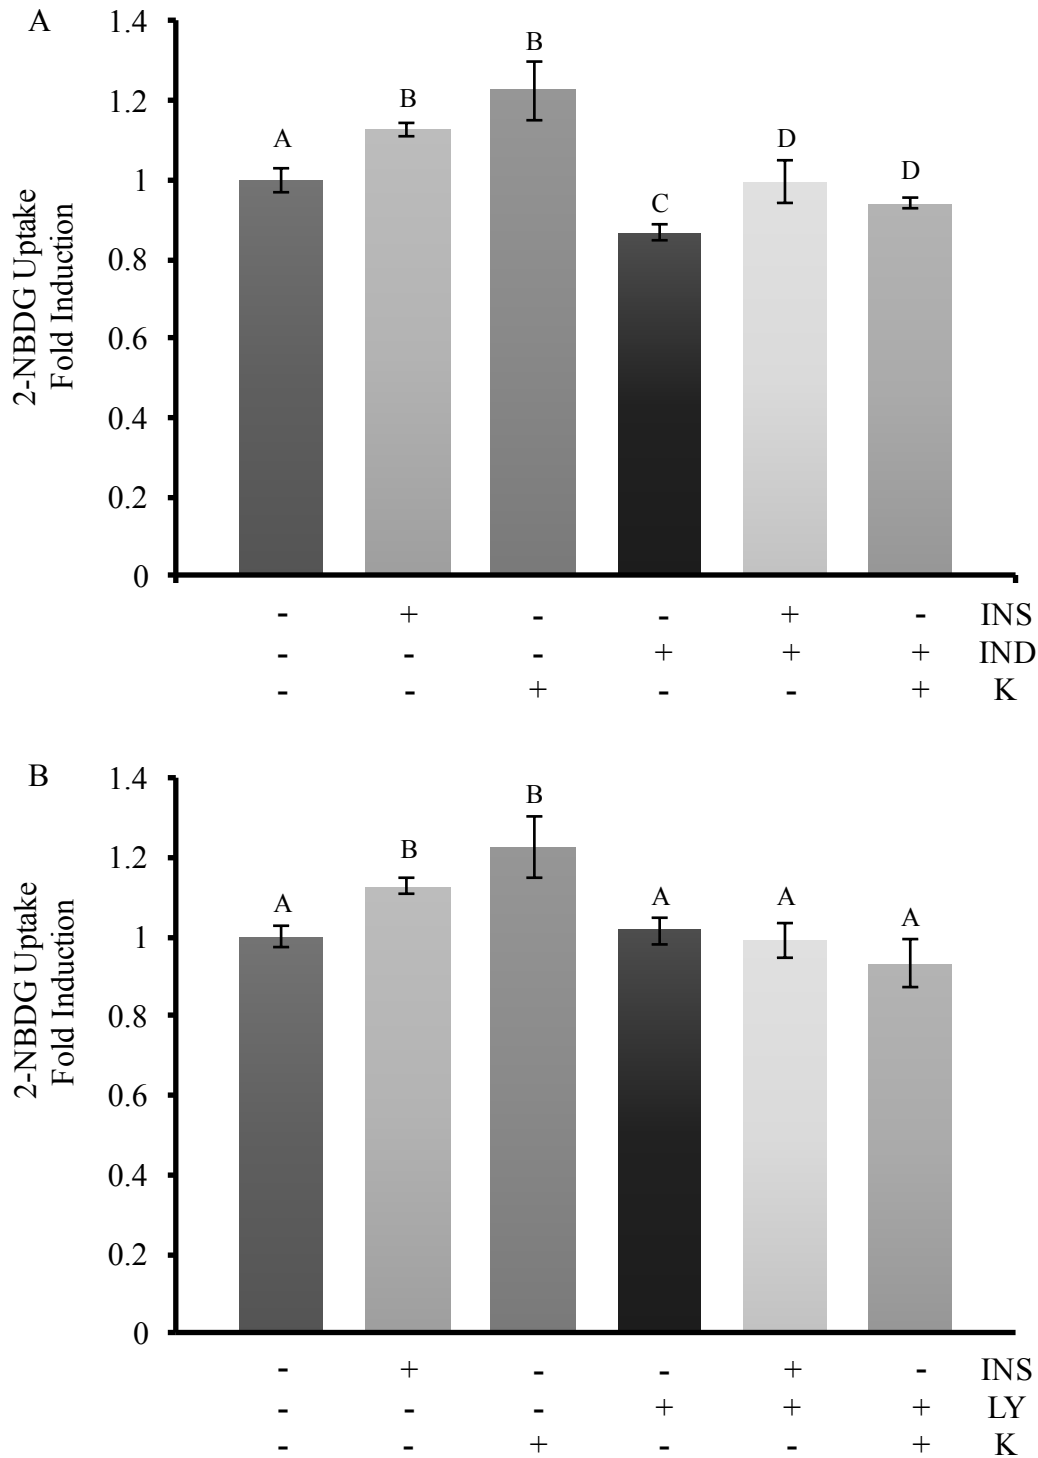 A
1.4
1.2
1
0.8
0.6
0.4
0.2
0
2-NBDG Uptake
Fold Induction
A
B
B
C
D
D
- + - - + - INS
- - - + + + IND
- - + - - + K
B
1.4
1.2
1
0.8
0.6
0.4
0.2
0
2-NBDG Uptake
Fold Induction
A
B
B
A
A
A
- + - - + - INS
- - - + + + LY
- - + - - + K